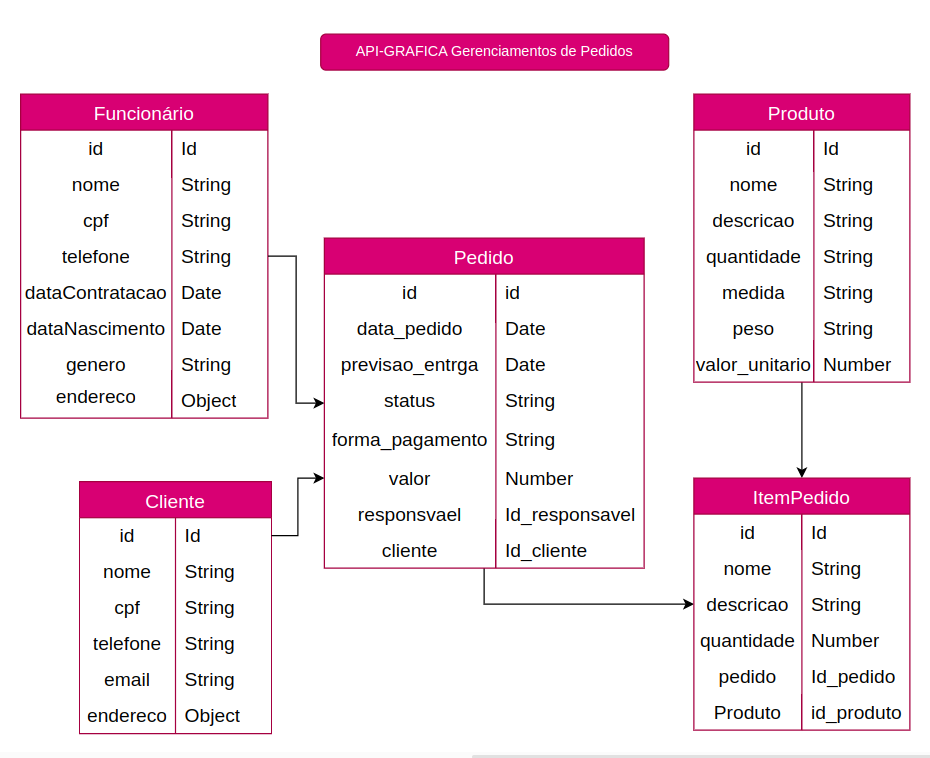 API-GRAFICA Gerenciamentos de Pedidos
Funcionário
id Id
nome String
cpf String
telefone String
dataContratacao Date
dataNascimento Date
genero String
endereco Object
Cliente
id Id
nome String
cpf String
telefone String
email String
endereco Object
Pedido
id id
data_pedido Date
previsao_entrga Date
status String
forma_pagamento String
valor Number
responsvael Id_responsavel
cliente Id_cliente
Produto
id Id
nome String
descricao String
quantidade String
medida String
peso String
valor_unitario Number
ItemPedido
id Id
nome String
descricao String
quantidade Number
pedido Id_pedido
Produto id_produto